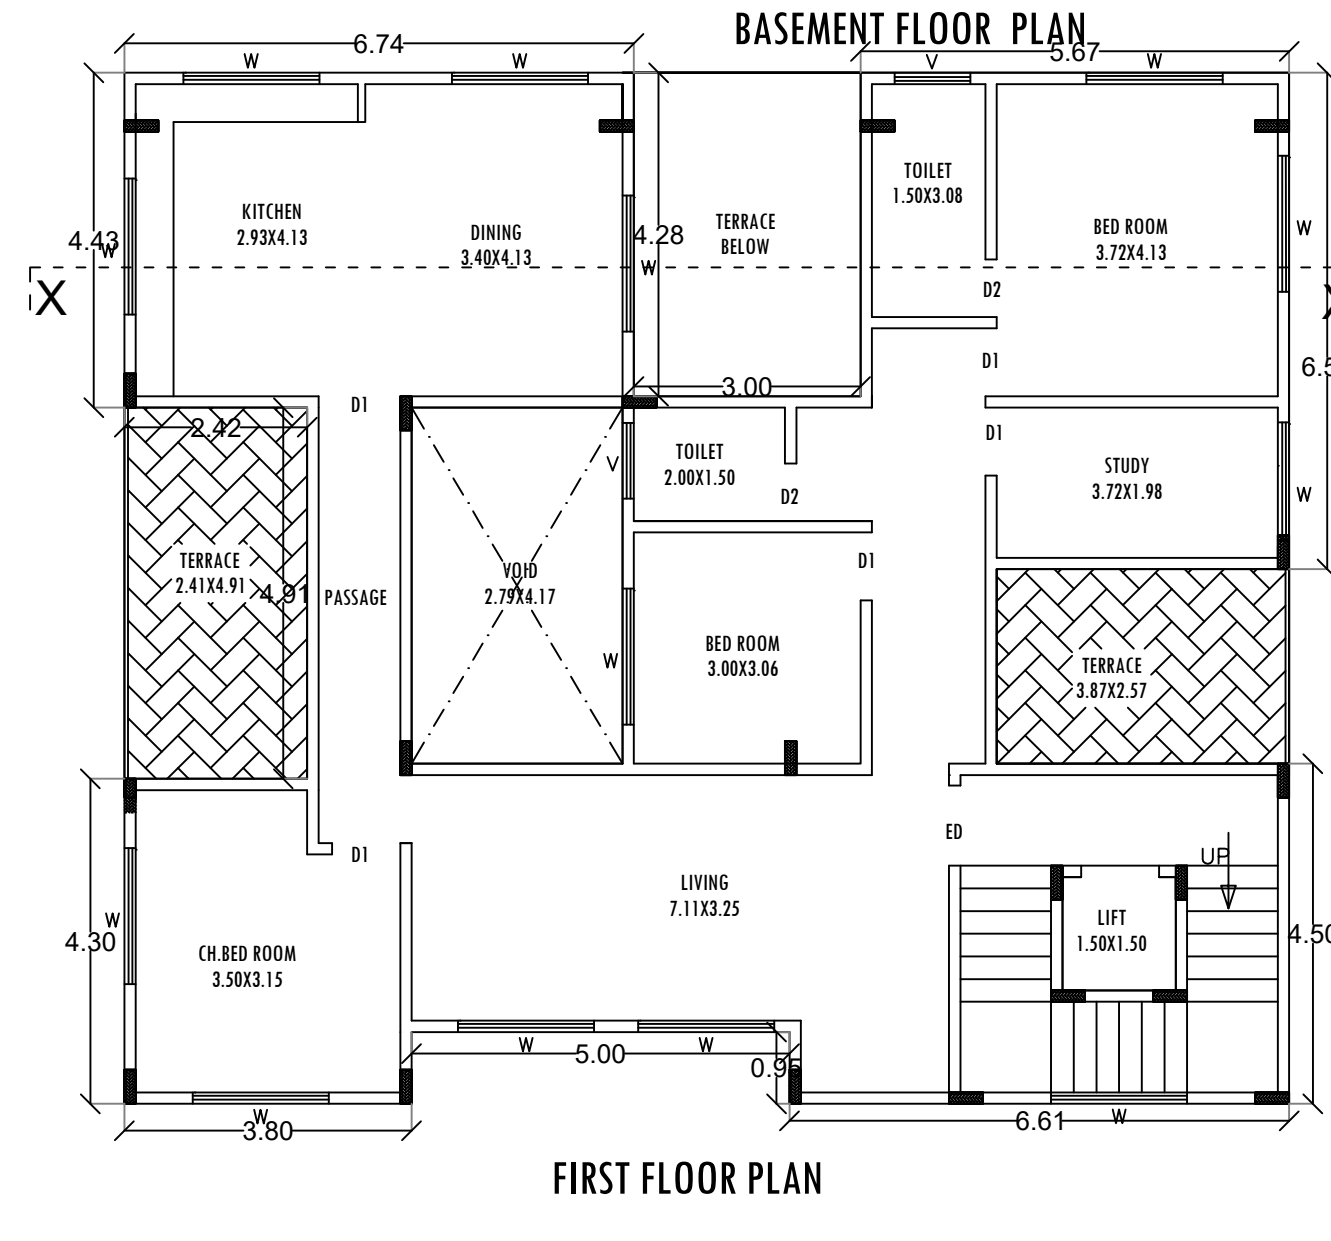 BASEMENT FLOOR PLAN
6.74
5.67
W
W
V
W
TOILET
1.50X3.08
KITCHEN
2.93X4.13
DINING
3.40X4.13
TERRACE
BELOW
BED ROOM
3.72X4.13
4.43
W
4.28
W
W
X
D2
D1
3.00
D1
2.42
D1
TOILET
2.00X1.50
V
D2
STUDY
3.72X1.98
W
TERRACE
2.41X4.91
4.91
PASSAGE
VOID
2.79X4.17
X
D1
BED ROOM
3.00X3.06
W
TERRACE
3.87X2.57
ED
UP
D1
LIVING
7.11X3.25
LIFT
1.50X1.50
W
4.30
CH.BED ROOM
3.50X3.15
4.50
W
5.00
W
0.95
W
3.80
6.61
W
FIRST FLOOR PLAN